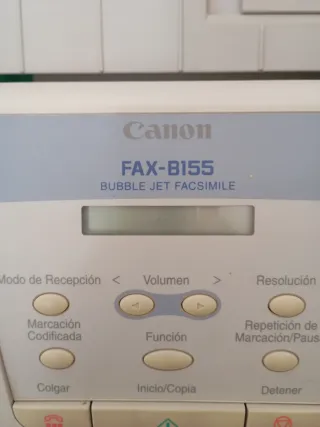 Canon
FAX-B155
BUBBLE JET FACSIMILE
Modo de Recepción < Volumen > Resolución
Marcación Codificada Función Repetición de Marcación/Pausa
Colgar Inicio/Copia Detener